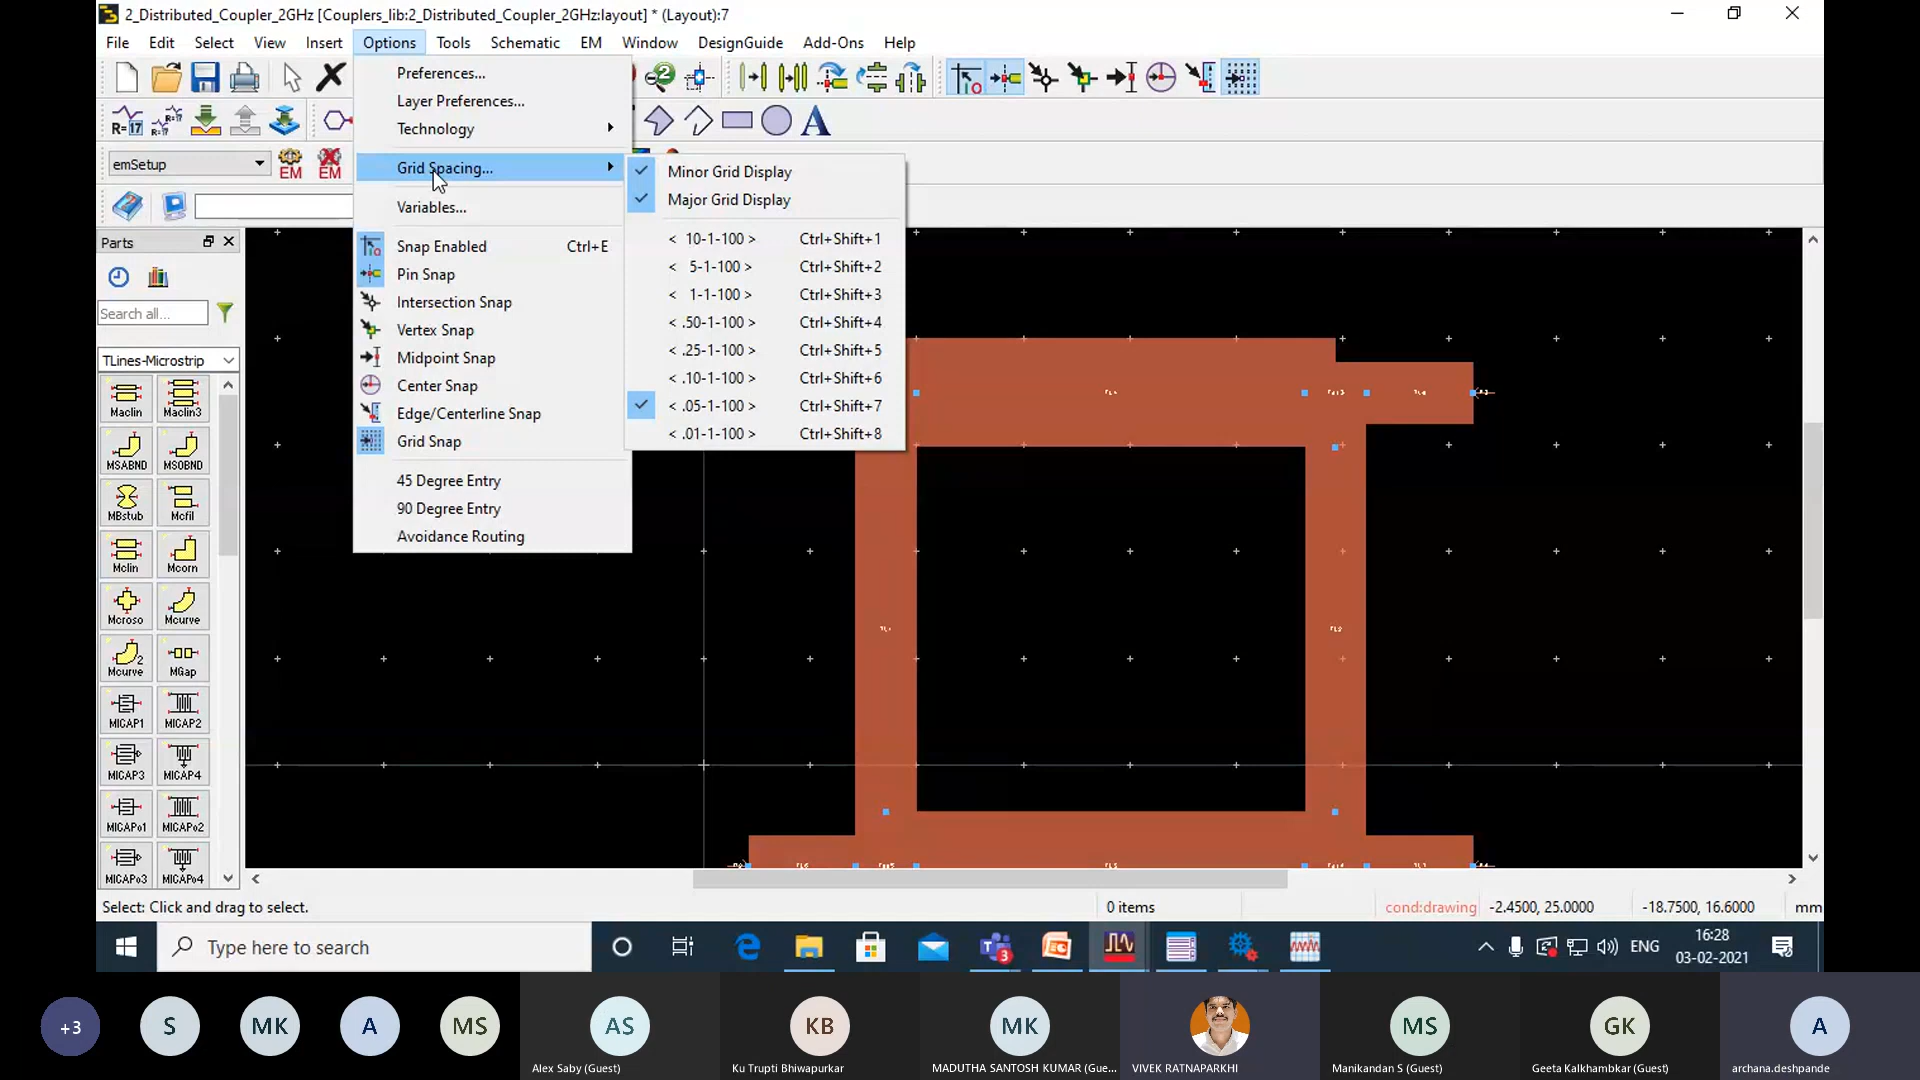 2_Distributed_Coupler_2GHz [Couplers_lib:2_Distributed_Coupler_2GHz:layout] * (Layout):7
File Edit Select View Insert Options Tools Schematic EM Window DesignGuide Add-Ons Help
Preferences...
Layer Preferences...
Technology
Grid Spacing...
Variables...
Snap Enabled Ctrl+E
Pin Snap
Intersection Snap
Vertex Snap
Midpoint Snap
Center Snap
Edge/Centerline Snap
Grid Snap
45 Degree Entry
90 Degree Entry
Avoidance Routing
Minor Grid Display
Major Grid Display
< 10-1-100 > Ctrl+Shift+1
< 5-1-100 > Ctrl+Shift+2
< 1-1-100 > Ctrl+Shift+3
< .50-1-100 > Ctrl+Shift+4
< .25-1-100 > Ctrl+Shift+5
< .10-1-100 > Ctrl+Shift+6
< .05-1-100 > Ctrl+Shift+7
< .01-1-100 > Ctrl+Shift+8
R=17
emSetup
EM EM
Parts
Search all...
TLines-Microstrip
Maclin Maclin3
MSABND MSOBND
MBstub Mcfil
Mclin Mcorn
Mcroso Mcurve
Mcurve MGap
MICAP1 MICAP2
MICAP3 MICAP4
MICAPo1 MICAPo2
MICAPo3 MICAPo4
Select: Click and drag to select. 0 items cond:drawing -2.4500, 25.0000 -18.7500, 16.6000 mm
Type here to search
3
ENG
16:28
03-02-2021
+3 S MK A MS AS KB MK MS GK A
Alex Saby (Guest) Ku Trupti Bhiwapurkar MADUTHA SANTOSH KUMAR (Gue... VIVEK RATNAPARKHI Manikandan S (Guest) Geeta Kalkhambkar (Guest) archana.deshpande